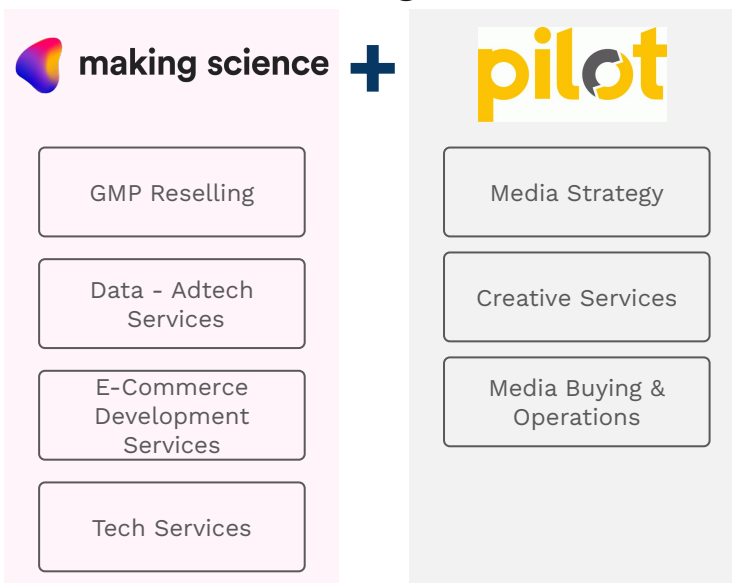 making science
+
pilot
GMP Reselling
Data - Adtech
Services
E-Commerce
Development
Services
Tech Services
Media Strategy
Creative Services
Media Buying &
Operations